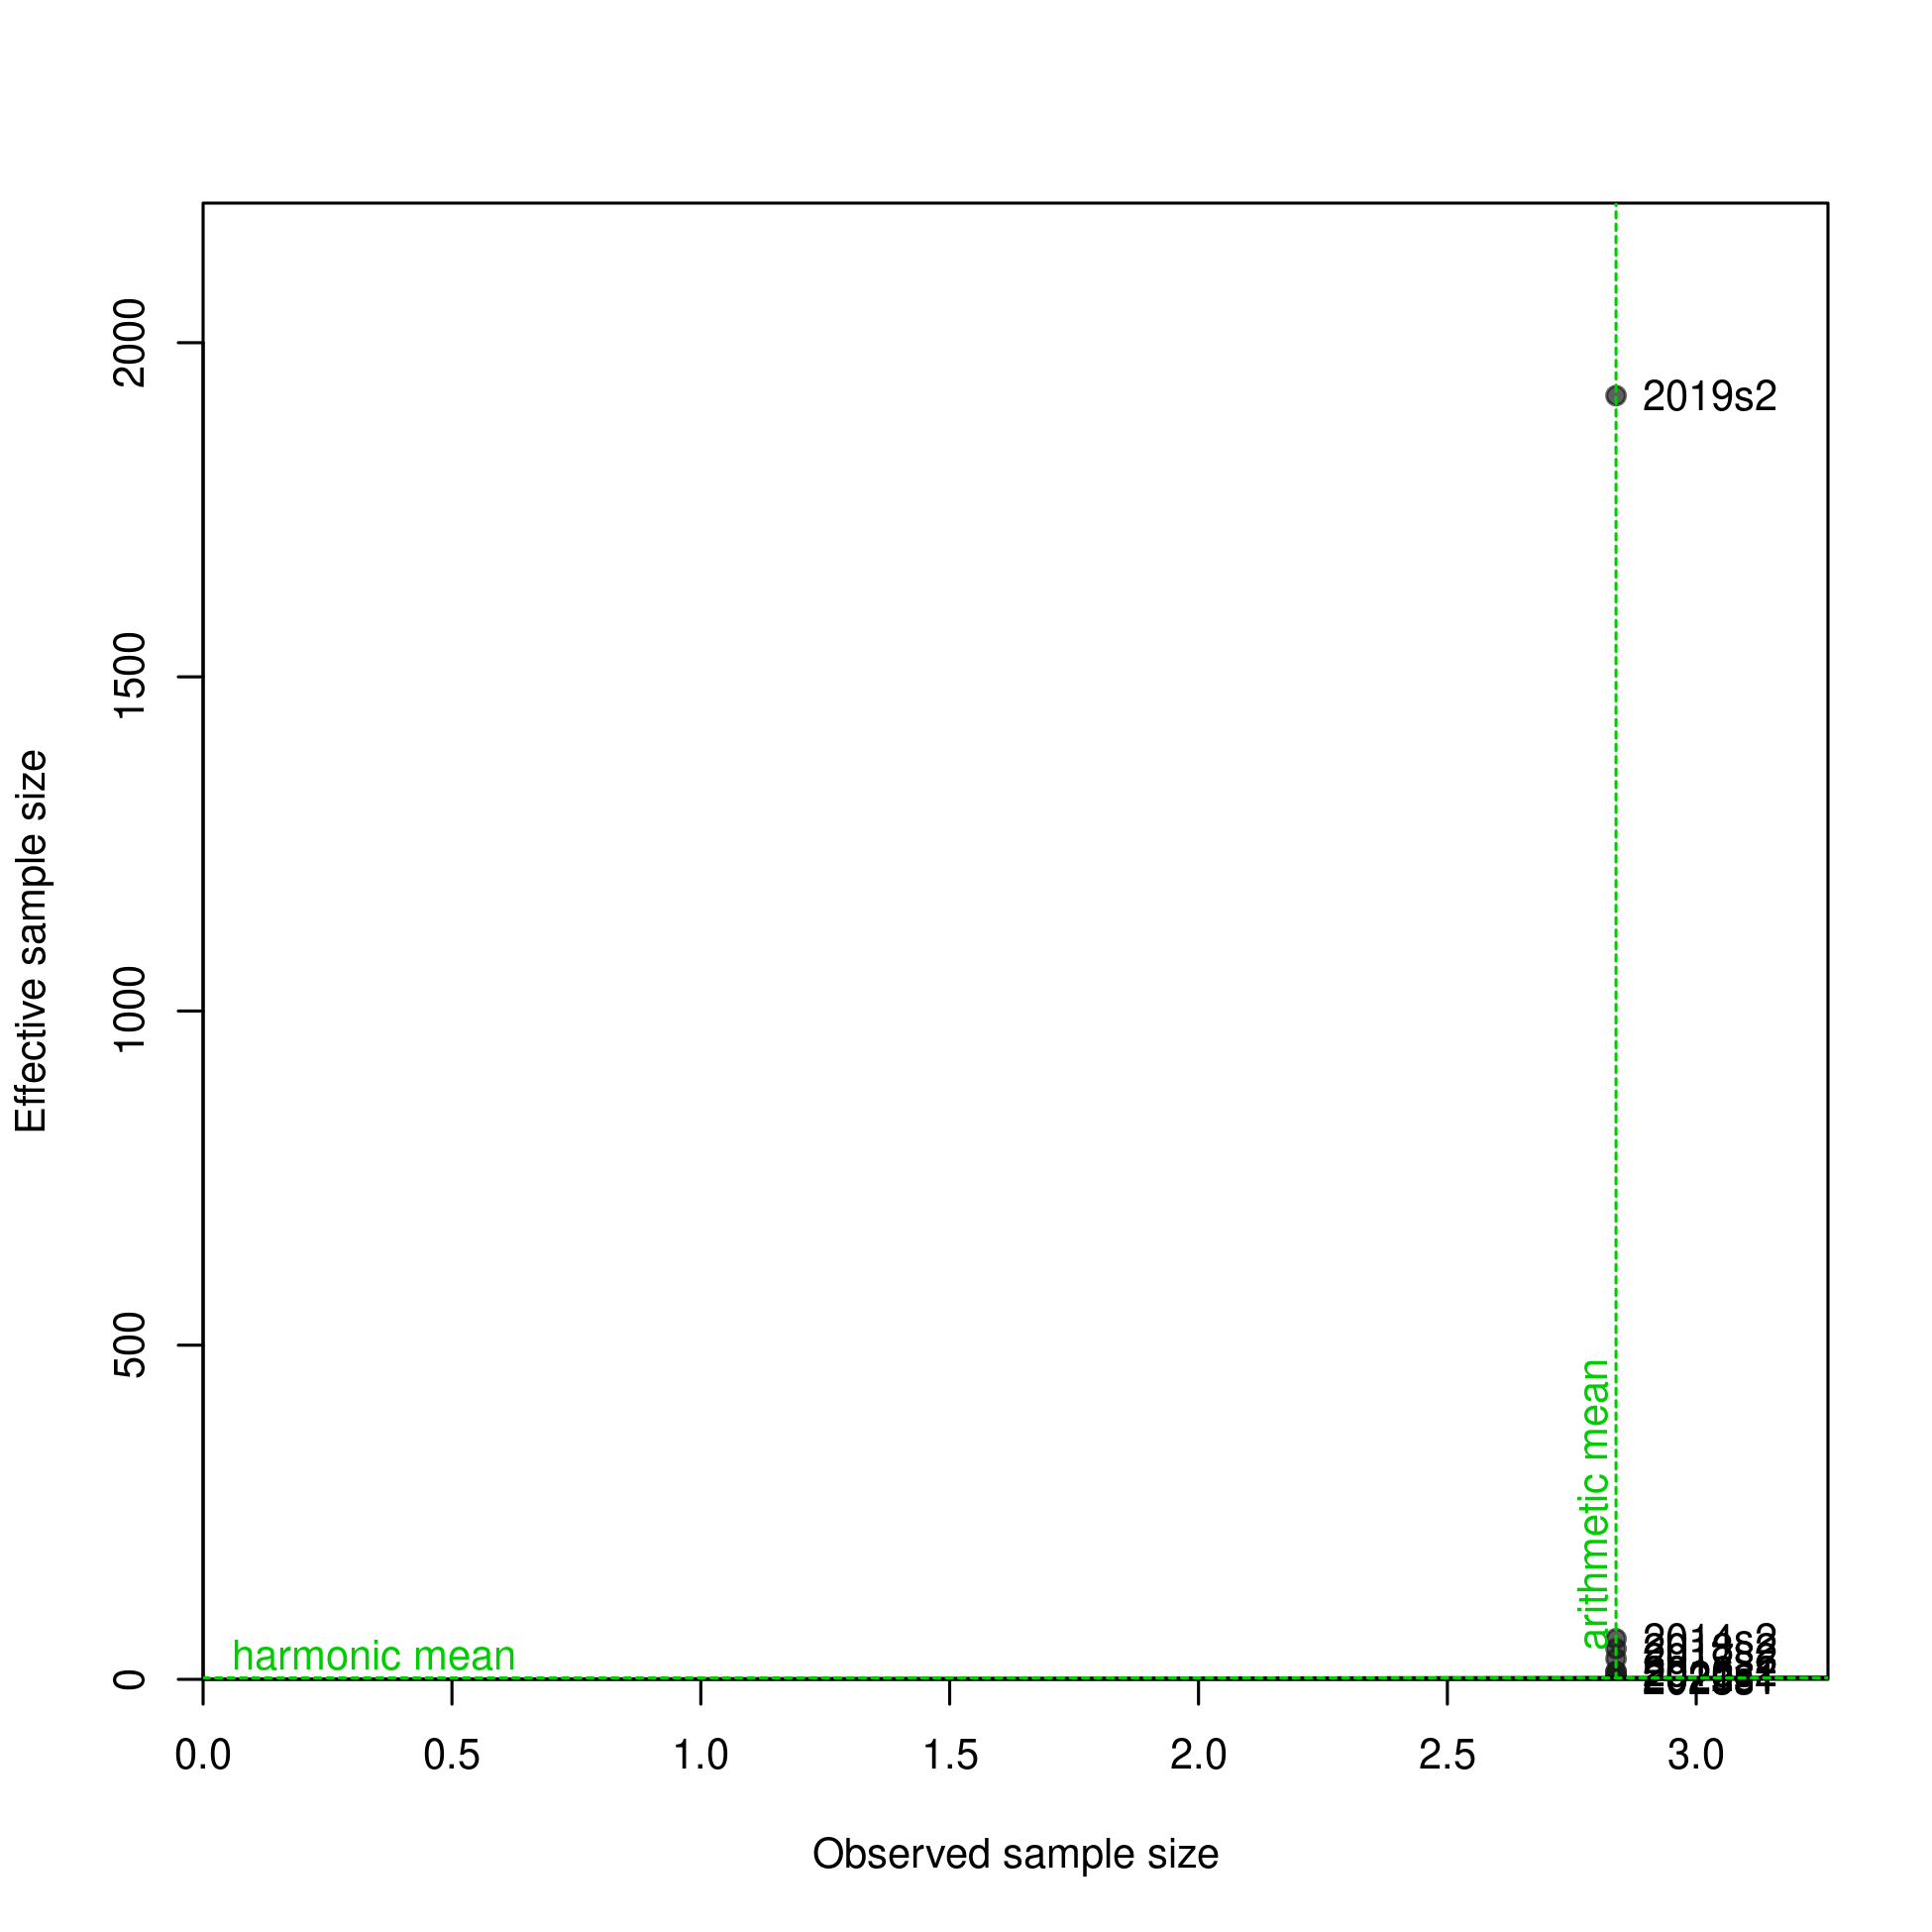 2000
1500
1000
500
0
Effective sample size
2019s2
arithmetic mean
harmonic mean
2014s2
0.0 0.5 1.0 1.5 2.0 2.5 3.0
Observed sample size